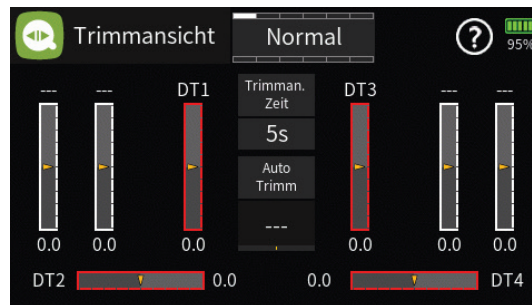 Trimmansicht Normal ? 95%
--- --- DT1 Trimman. Zeit DT3 --- ---
5s
Auto Trimm
---
0.0 0.0 0.0 0.0 0.0 0.0
DT2 0.0 0.0 DT4